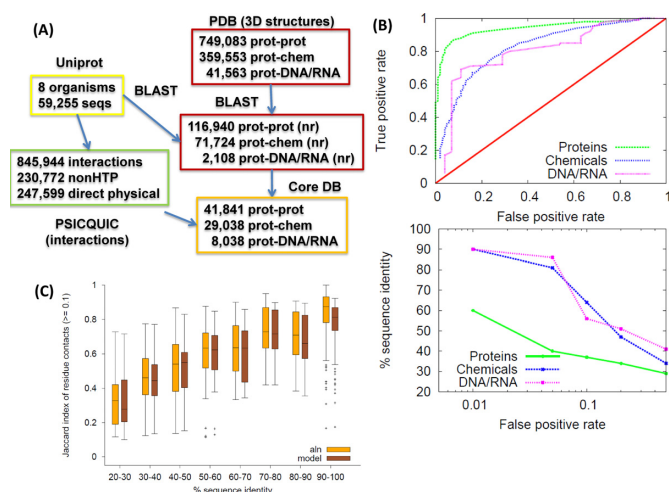 (A)
PDB (3D structures)
749,083 prot-prot
359,553 prot-chem
41,563 prot-DNA/RNA
Uniprot
8 organisms
59,255 seqs
BLAST
BLAST
116,940 prot-prot (nr)
71,724 prot-chem (nr)
2,108 prot-DNA/RNA (nr)
845,944 interactions
230,772 nonHTP
247,599 direct physical
Core DB
PSICQUIC
(interactions)
41,841 prot-prot
29,038 prot-chem
8,038 prot-DNA/RNA
(B)
True positive rate
1
0.8
0.6
0.4
0.2
0
Proteins
Chemicals
DNA/RNA
0 0.2 0.4 0.6 0.8 1
False positive rate
% sequence identity
100
90
80
70
60
50
40
30
20
10
Proteins
Chemicals
DNA/RNA
0.01 0.1
False positive rate
(C)
Jaccard index of residue contacts (>= 0.1)
1
0.8
0.6
0.4
0.2
0
aln
model
20-30 30-40 40-50 50-60 60-70 70-80 80-90 90-100
% sequence identity